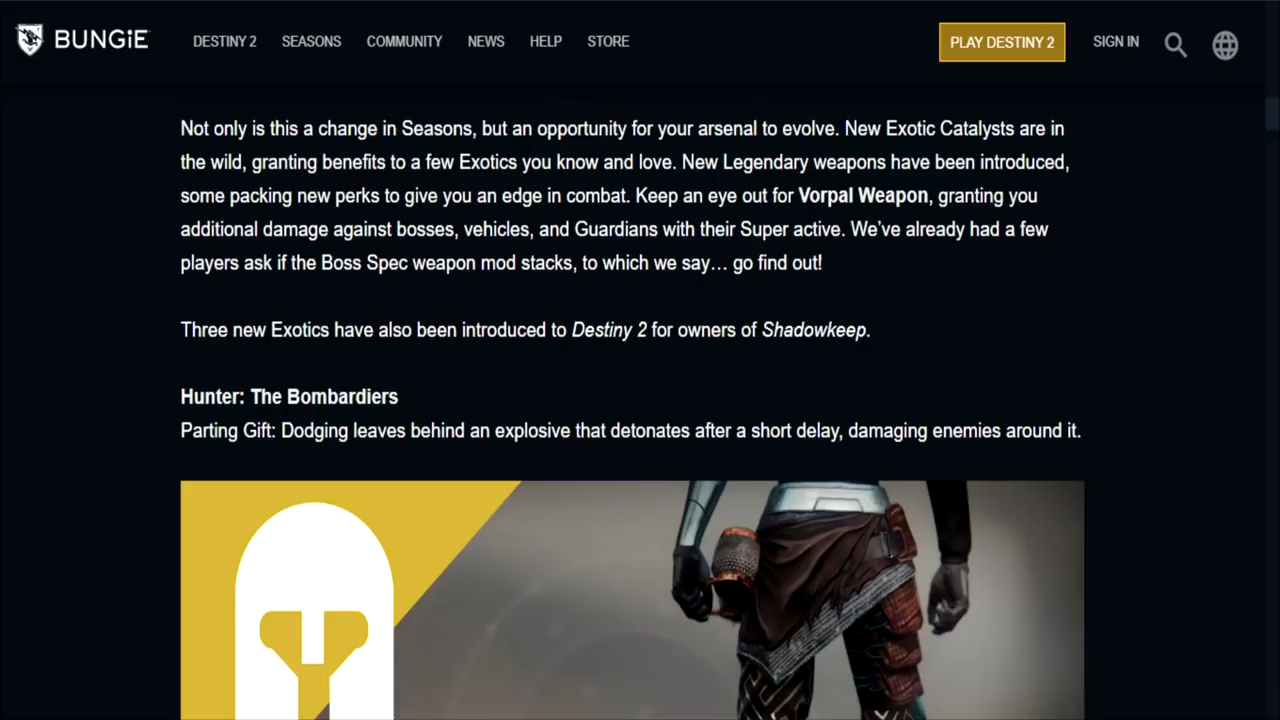 BUNGiE
DESTINY 2 SEASONS COMMUNITY NEWS HELP STORE PLAY DESTINY 2 SIGN IN
Not only is this a change in Seasons, but an opportunity for your arsenal to evolve. New Exotic Catalysts are in
the wild, granting benefits to a few Exotics you know and love. New Legendary weapons have been introduced,
some packing new perks to give you an edge in combat. Keep an eye out for Vorpal Weapon, granting you
additional damage against bosses, vehicles, and Guardians with their Super active. We’ve already had a few
players ask if the Boss Spec weapon mod stacks, to which we say… go find out!
Three new Exotics have also been introduced to Destiny 2 for owners of Shadowkeep.
Hunter: The Bombardiers
Parting Gift: Dodging leaves behind an explosive that detonates after a short delay, damaging enemies around it.